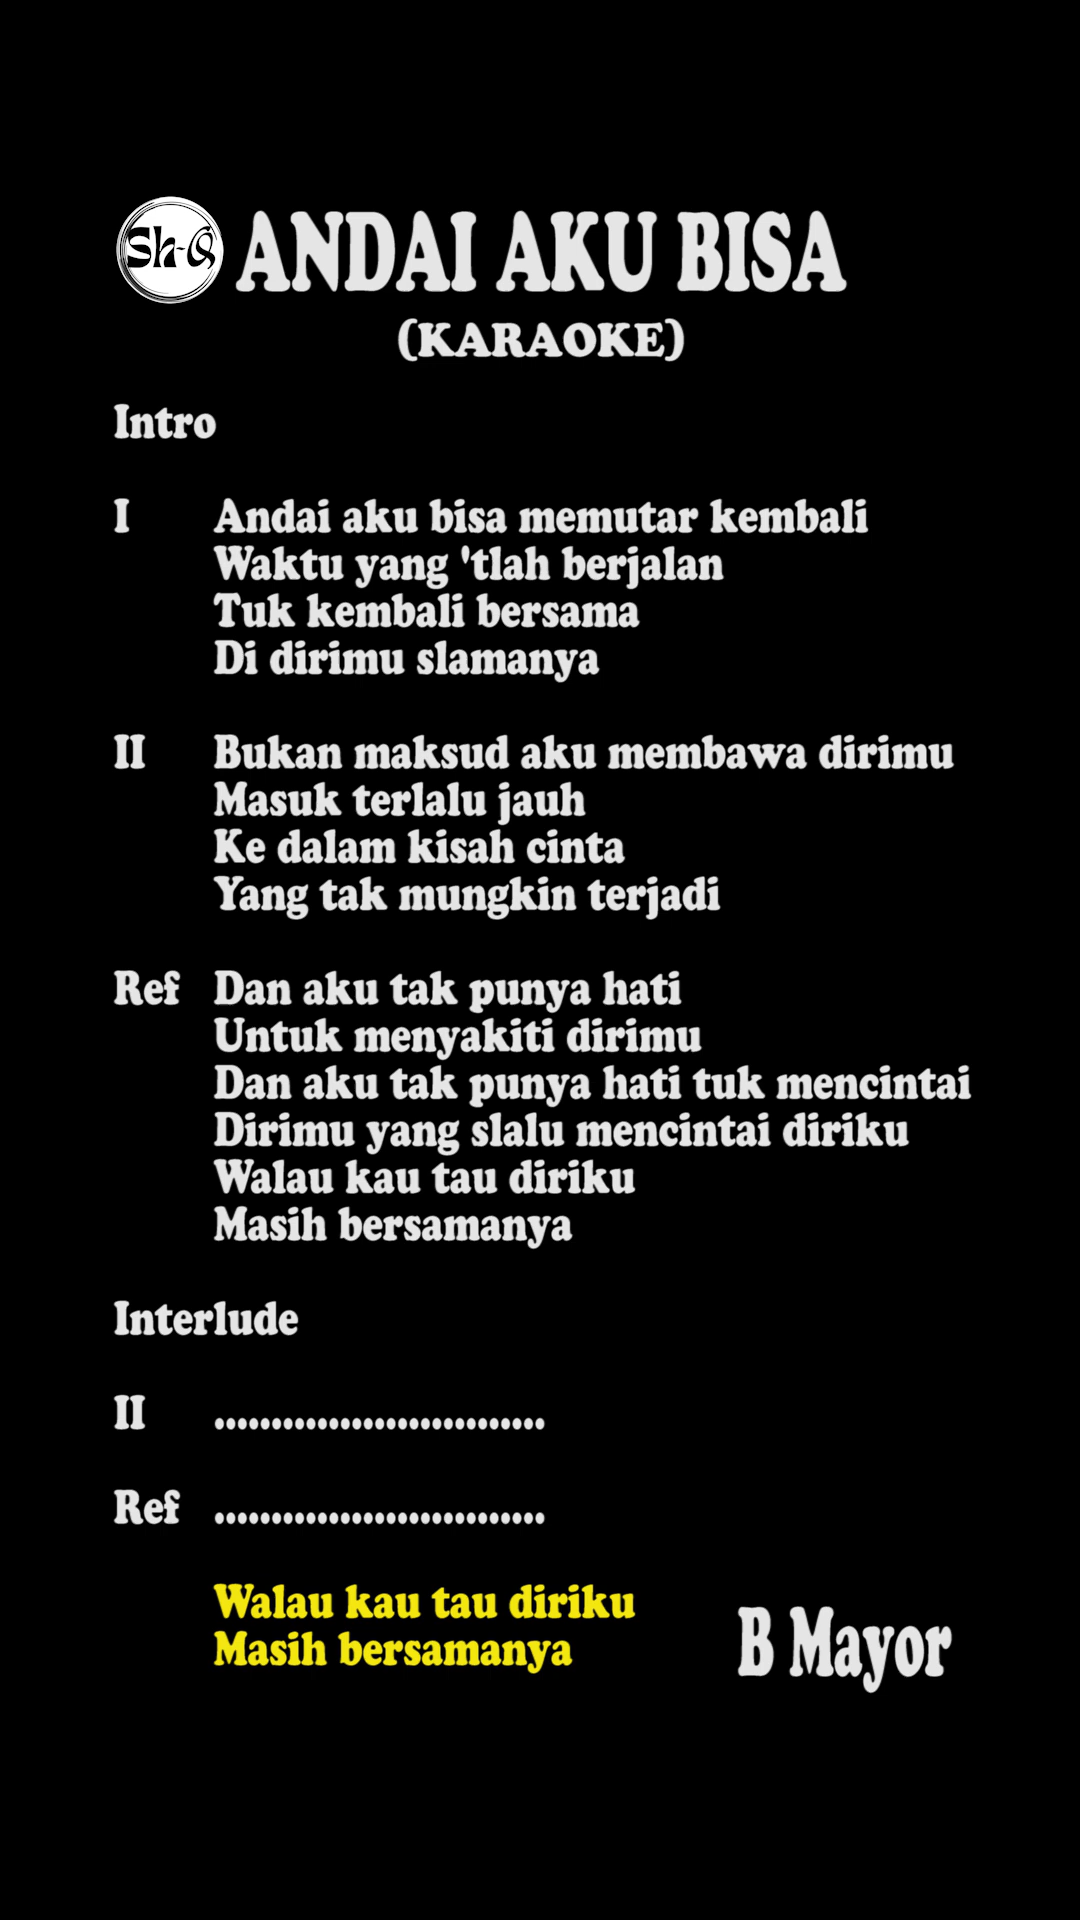 Sh-Q ANDAI AKU BISA
(KARAOKE)
Intro
I Andai aku bisa memutar kembali
Waktu yang 'tlah berjalan
Tuk kembali bersama
Di dirimu slamanya
II Bukan maksud aku membawa dirimu
Masuk terlalu jauh
Ke dalam kisah cinta
Yang tak mungkin terjadi
Ref Dan aku tak punya hati
Untuk menyakiti dirimu
Dan aku tak punya hati tuk mencintai
Dirimu yang slalu mencintai diriku
Walau kau tau diriku
Masih bersamanya
Interlude
II .............................
Ref .............................
Walau kau tau diriku
Masih bersamanya
B Mayor